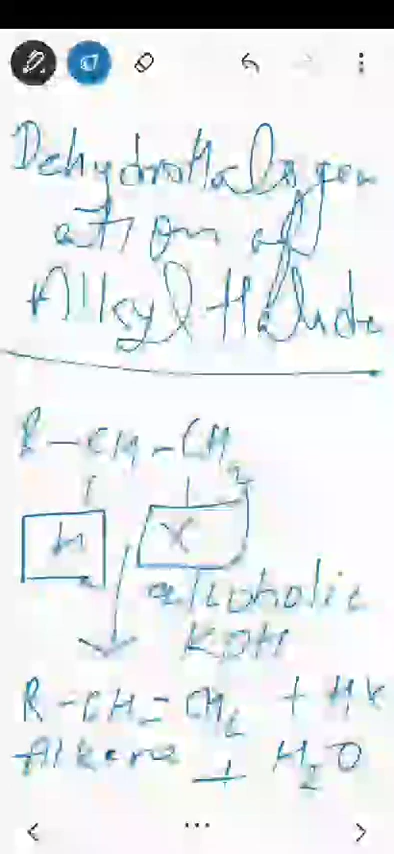 DehydroHalogen
ation of
Alkyl Halide
R-CH-CH2
H X
alcoholic
KOH
R-CH=CH2 + HX
Alkene + H2O